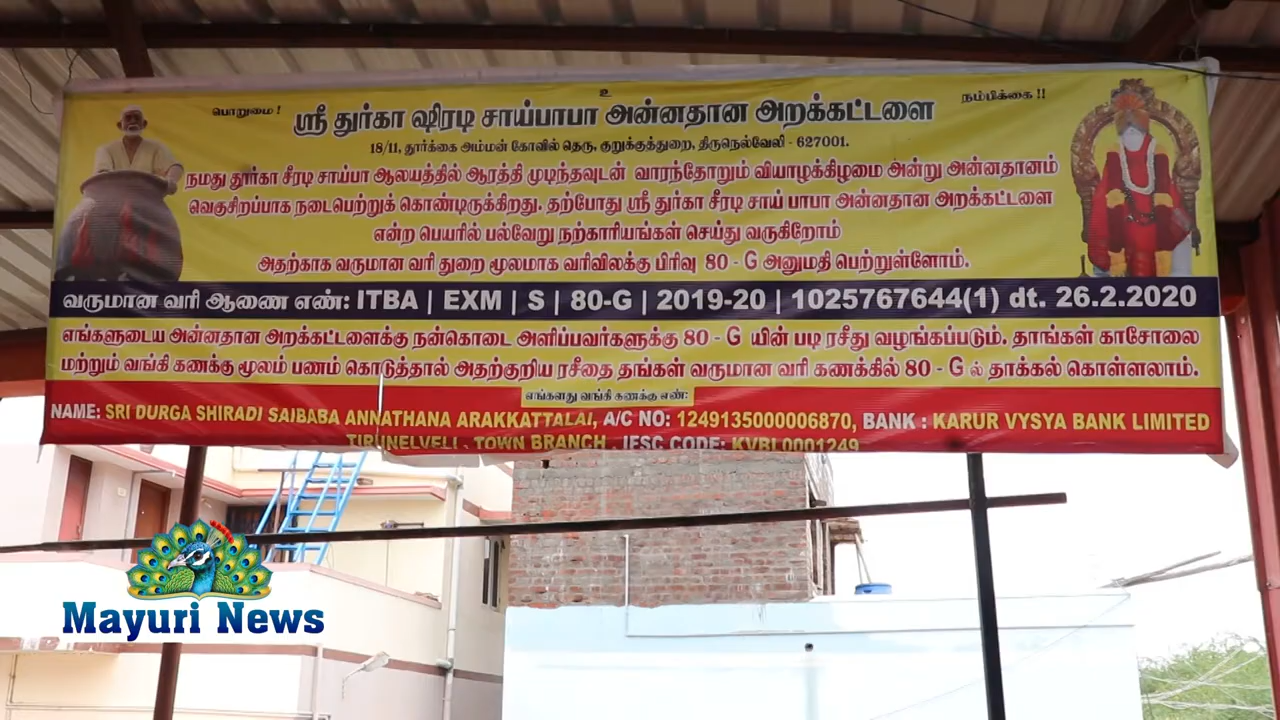 உ
பொறுமை !
நம்பிக்கை !!
ஸ்ரீ துர்கா ஷிரடி சாய்பாபா அன்னதான அறக்கட்டளை
18/11, துர்க்கை அம்மன் கோவில் தெரு, குறுக்குத்துறை, திருநெல்வேலி - 627001.
நமது துர்கா சீரடி சாய்பா ஆலயத்தில் ஆரத்தி முடிந்தவுடன் வாரந்தோறும் வியாழக்கிழமை அன்று அன்னதானம்
வெகுசிறப்பாக நடைபெற்றுக் கொண்டிருக்கிறது. தற்போது ஸ்ரீ துர்கா சீரடி சாய் பாபா அன்னதான அறக்கட்டளை
என்ற பெயரில் பல்வேறு நற்காரியங்கள் செய்து வருகிறோம்
அதற்காக வருமான வரி துறை மூலமாக வரிவிலக்கு பிரிவு 80 - G அனுமதி பெற்றுள்ளோம்.
வருமான வரி ஆணை எண்: ITBA | EXM | S | 80-G | 2019-20 | 1025767644(1) dt. 26.2.2020
எங்களுடைய அன்னதான அறக்கட்டளைக்கு நன்கொடை அளிப்பவர்களுக்கு 80 - G யின் படி ரசீது வழங்கப்படும். தாங்கள் காசோலை
மற்றும் வங்கி கணக்கு மூலம் பணம் கொடுத்தால் அதற்குறிய ரசீதை தங்கள் வருமான வரி கணக்கில் 80 - G ல் தாக்கல் கொள்ளலாம்.
எங்களது வங்கி கணக்கு எண்:
NAME: SRI DURGA SHIRADI SAIBABA ANNATHANA ARAKKATTALAI, A/C NO: 1249135000006870, BANK : KARUR VYSYA BANK LIMITED
TIRUNELVELI - TOWN BRANCH, IFSC CODE: KVBL0001249
Mayuri News